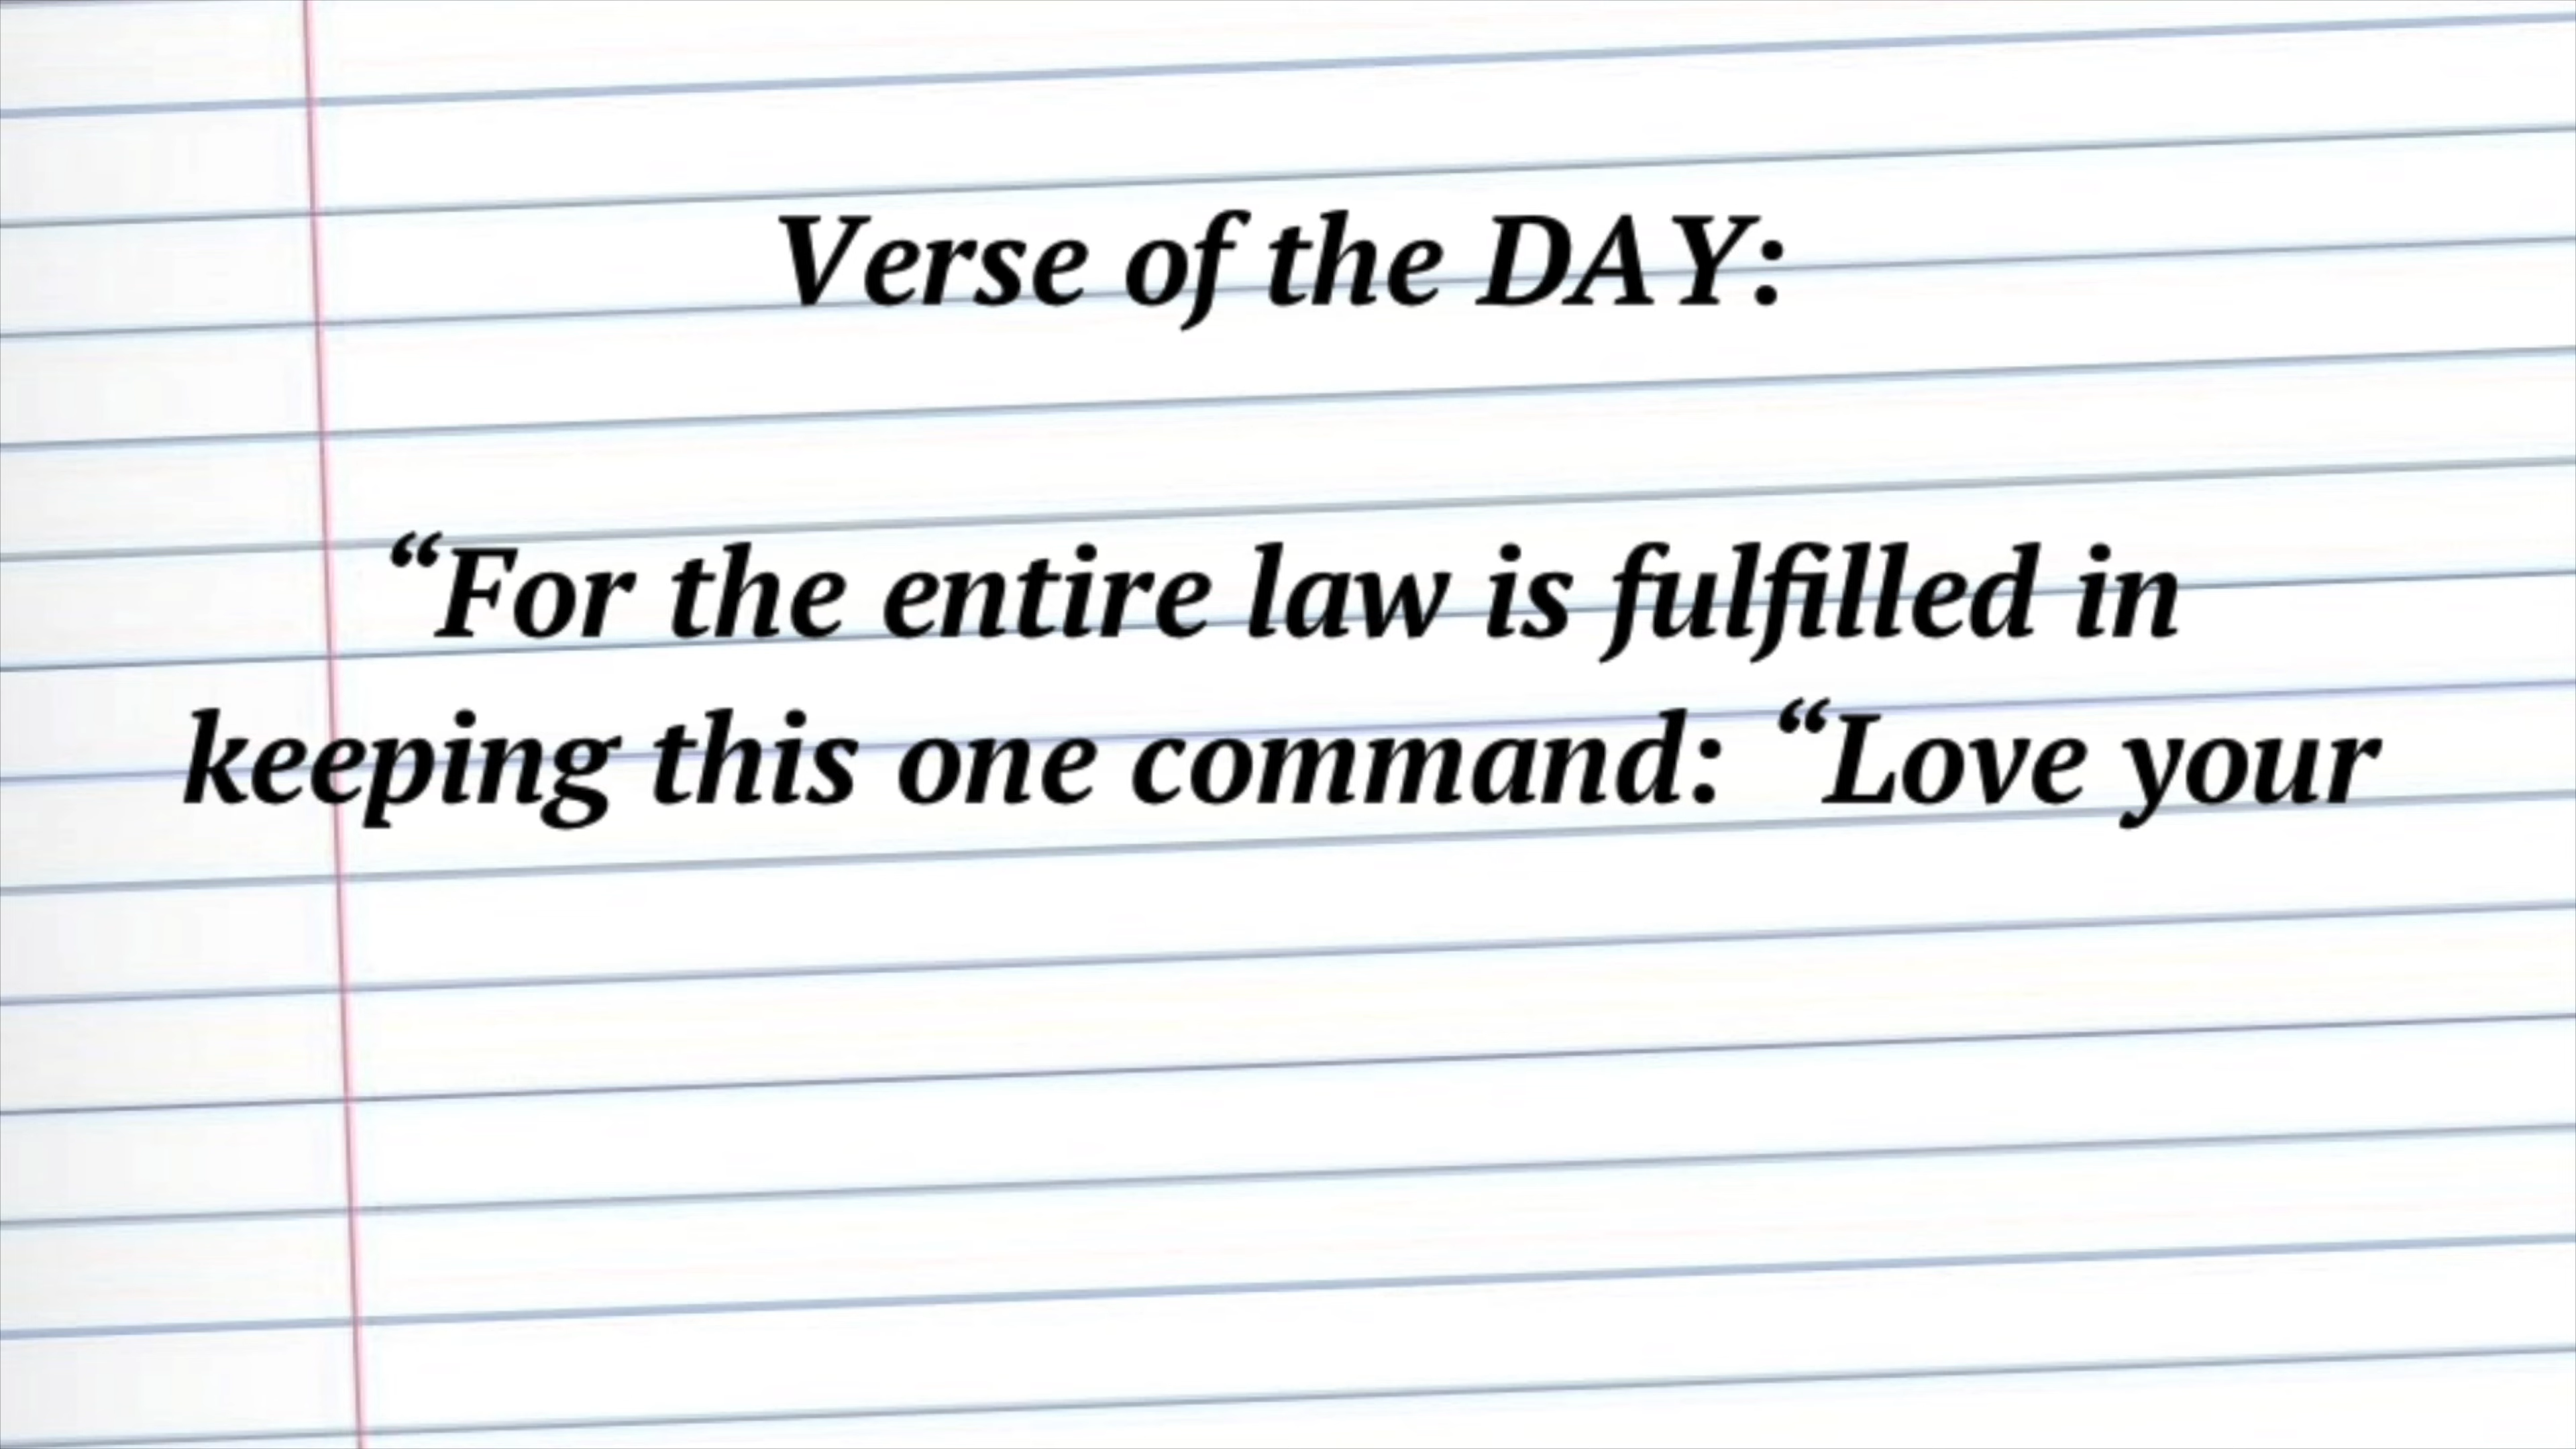 Verse of the DAY:
“For the entire law is fulfilled in
keeping this one command: “Love your